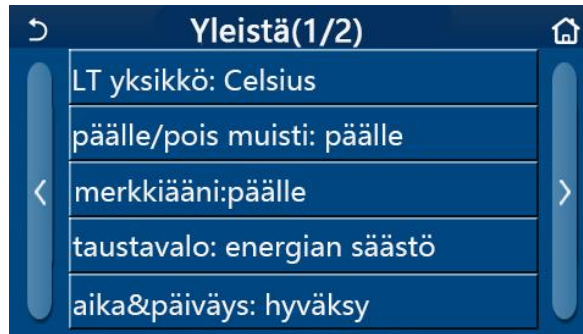 Yleistä(1/2)
LT yksikkö: Celsius
päälle/pois muisti: päälle
merkkiääni:päälle
taustavalo: energian säästö
aika&päiväys: hyväksy